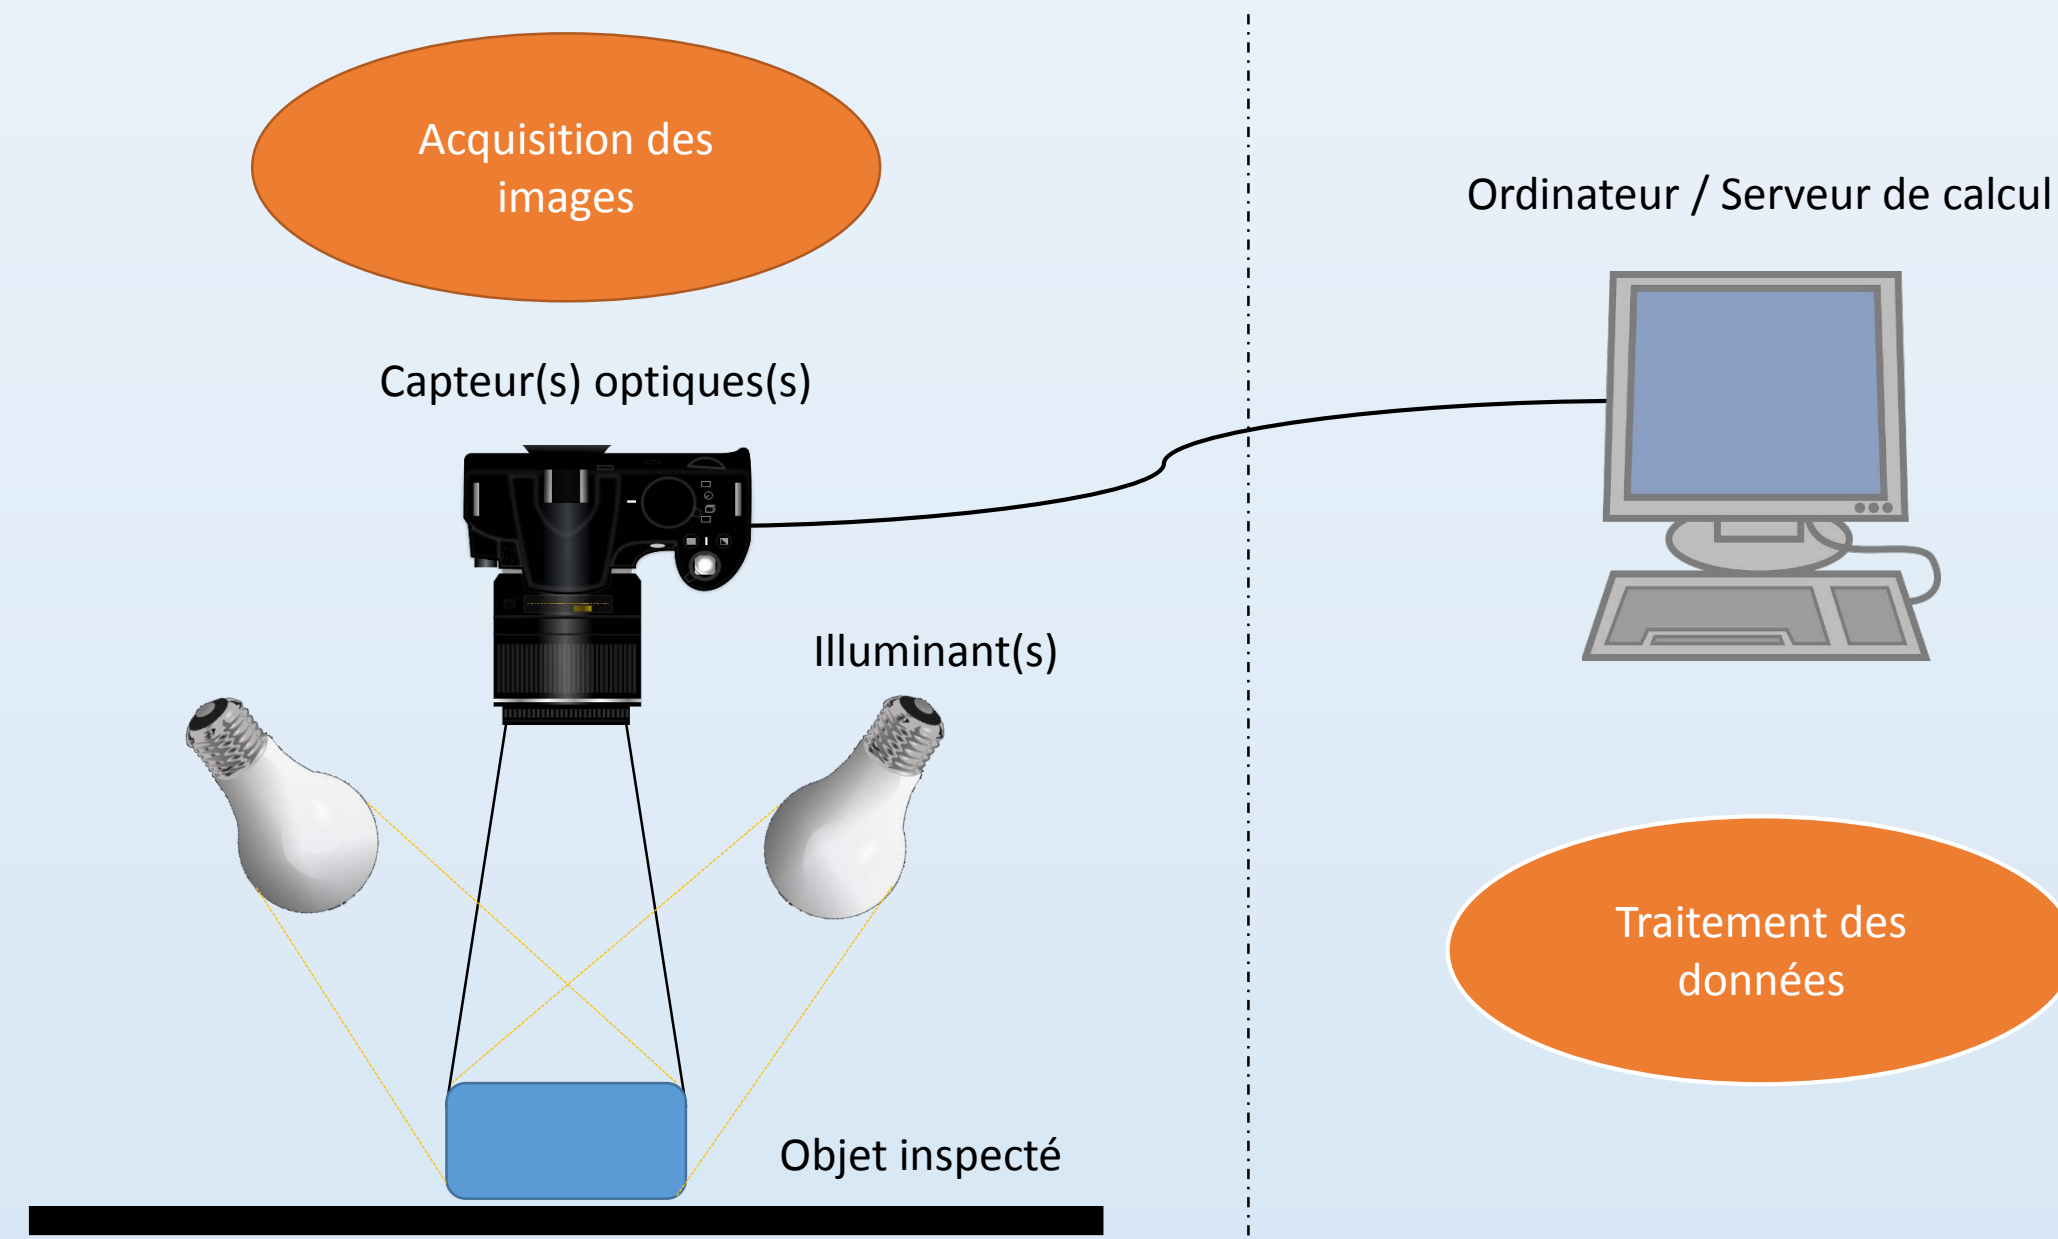 Acquisition des
images
Capteur(s) optiques(s)
Illuminant(s)
Objet inspecté
Ordinateur / Serveur de calcul
Traitement des
données